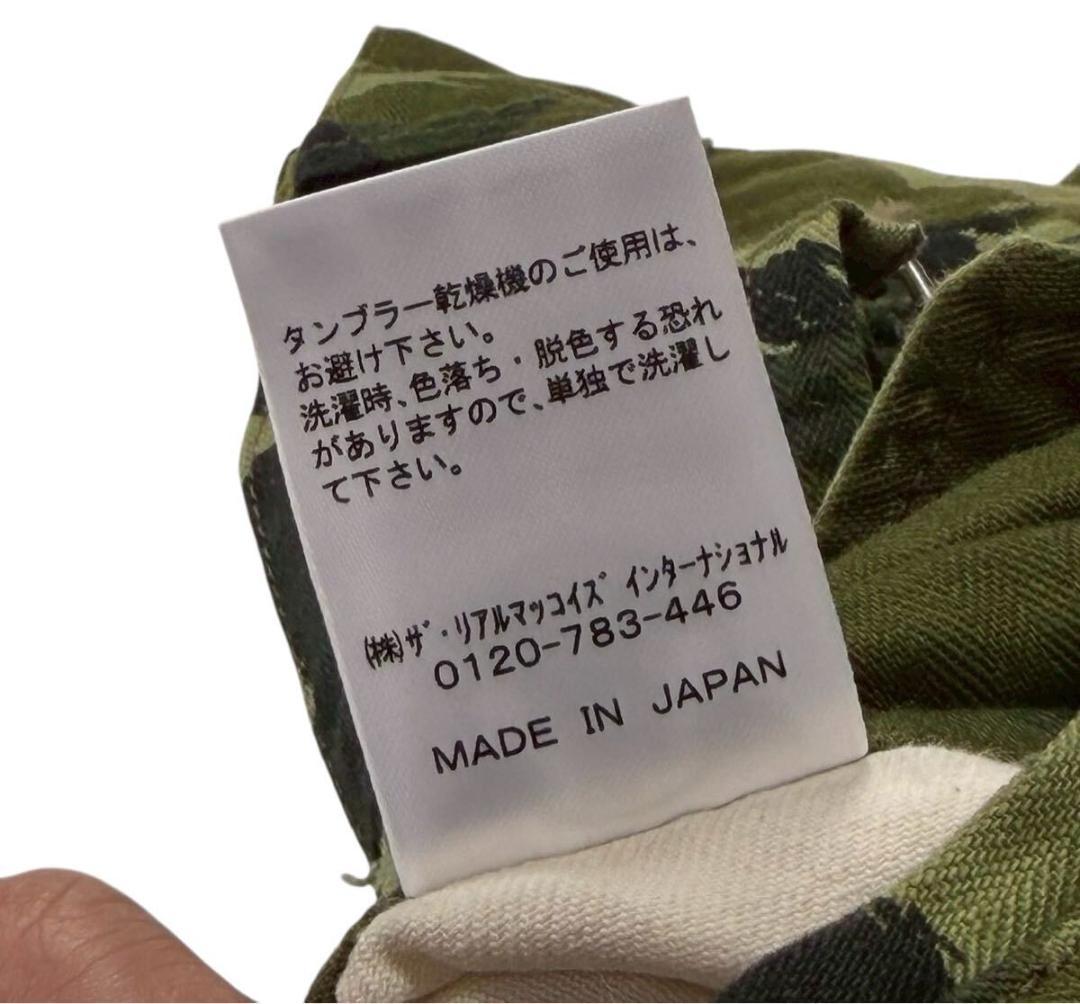 タンブラー乾燥機のご使用は、
お避け下さい。
洗濯時、色落ち・脱色する恐れ
がありますので、単独で洗濯し
て下さい。
㈱ザ・リアルマッコイズ インターナショナル
0120-783-446
MADE IN JAPAN